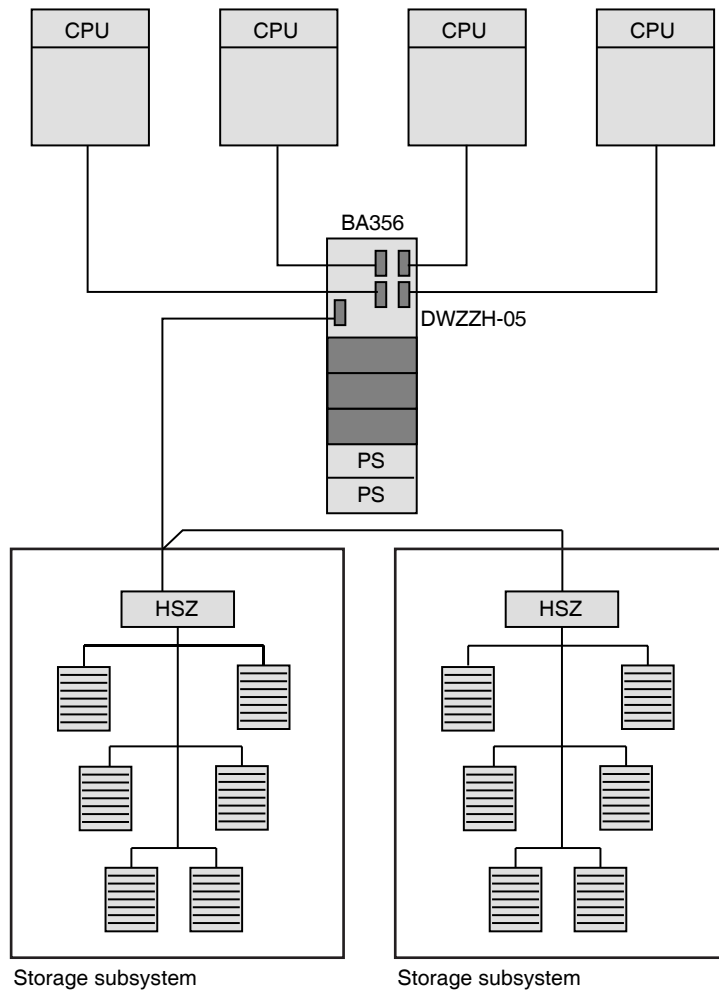 CPU
CPU
CPU
CPU
BA356
DWZZH-05
PS
PS
HSZ
HSZ
Storage subsystem
Storage subsystem